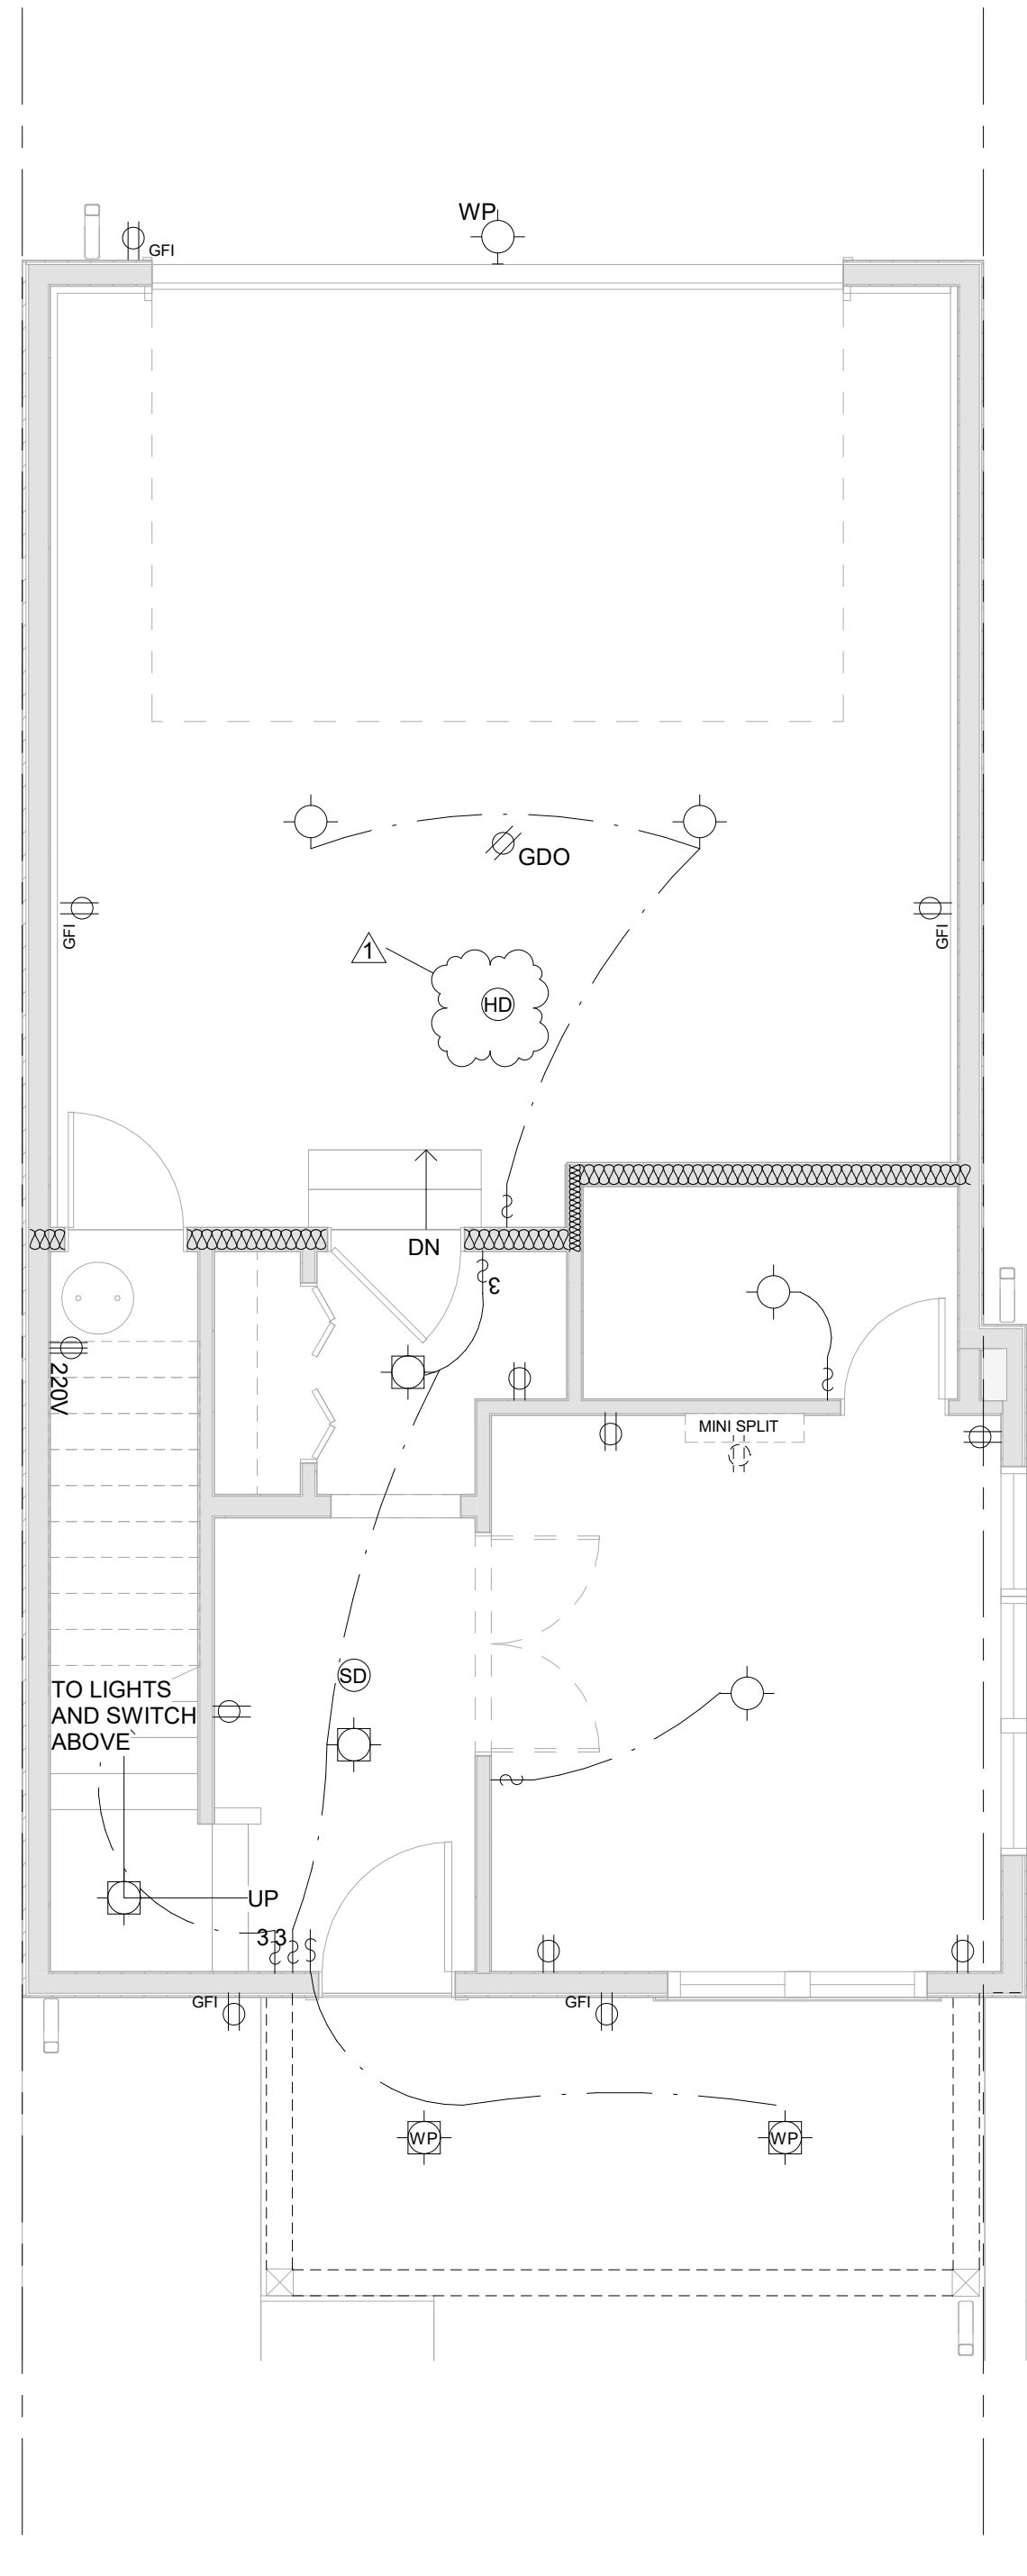 WP
GFI
GDO
GFI
GFI
1
HD
DN
3
220V
MINI SPLIT
SD
TO LIGHTS
AND SWITCH
ABOVE
UP
3 3
GFI
GFI
WP
WP